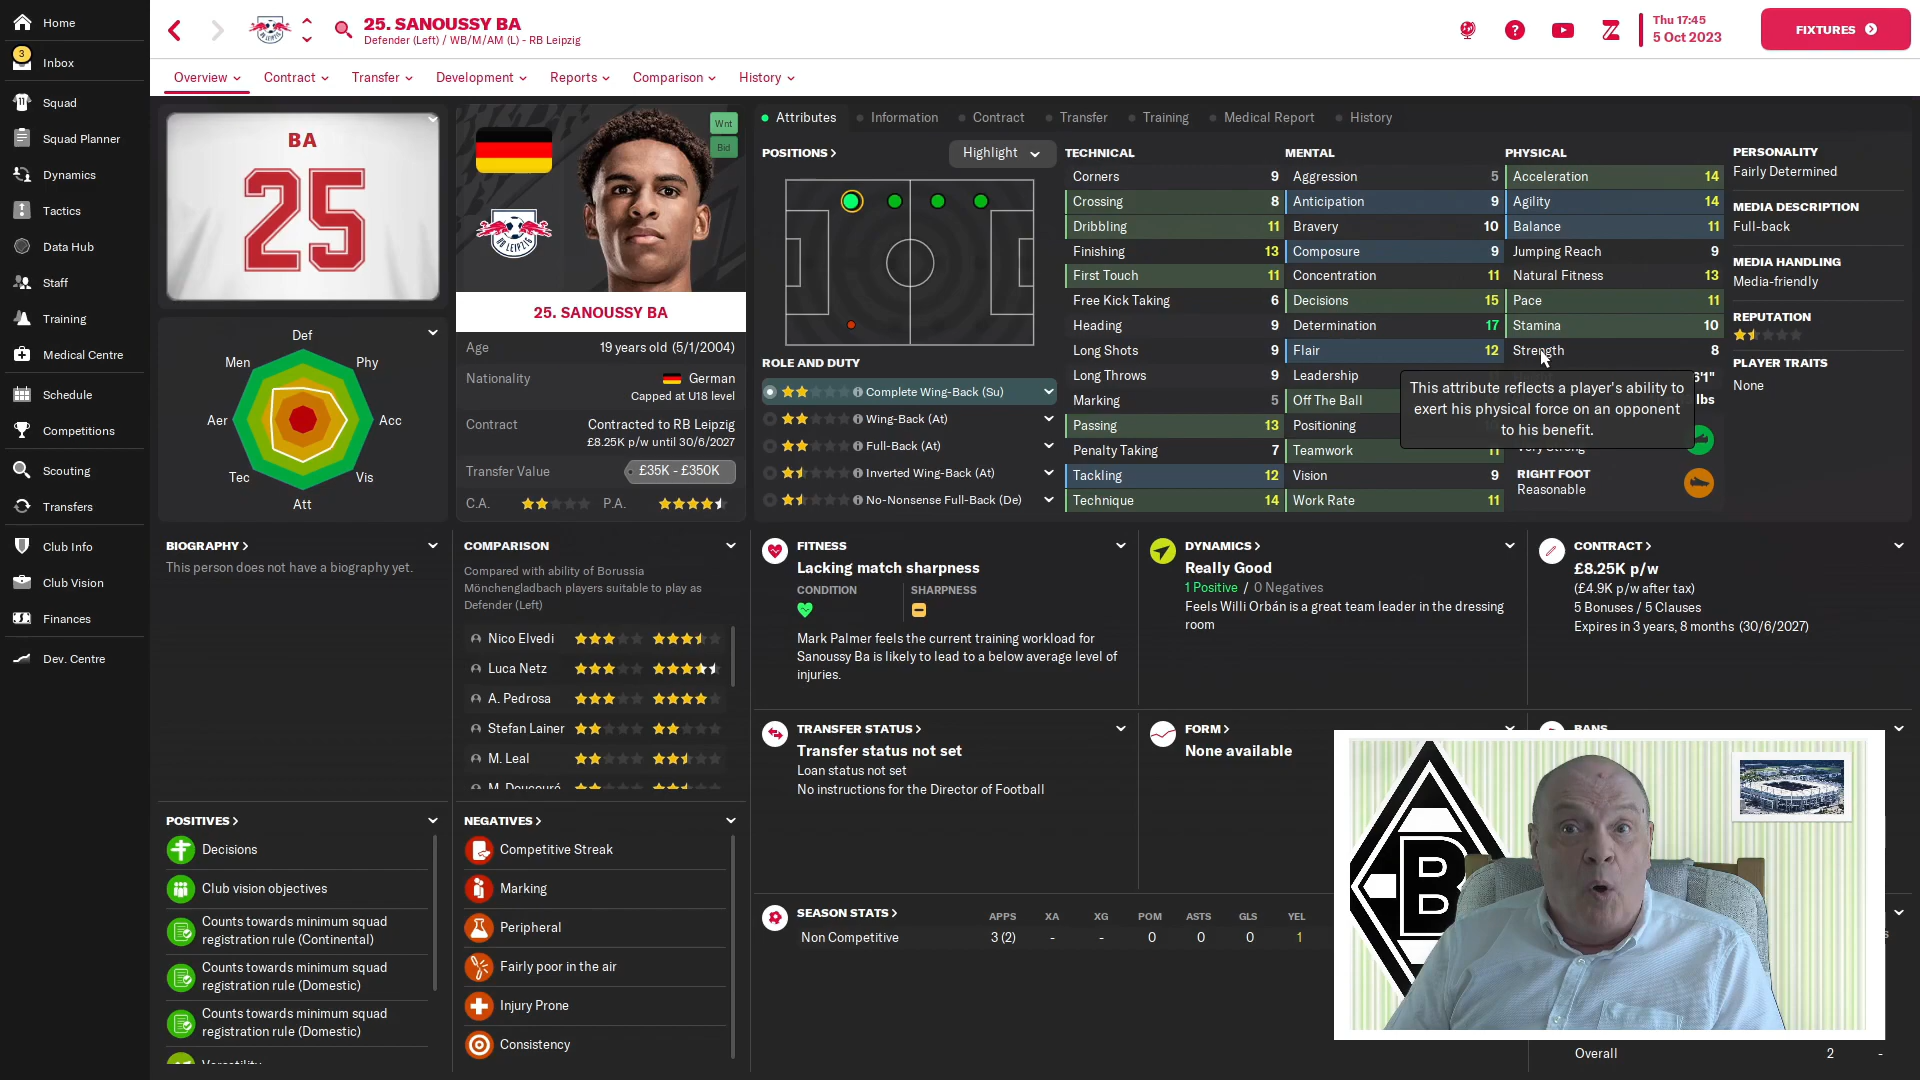 Home
3
Inbox
Squad
Squad Planner
Dynamics
Tactics
Data Hub
Staff
Training
Medical Centre
Schedule
Competitions
Scouting
Transfers
Club Info
Club Vision
Finances
Dev. Centre
25. SANOUSSY BA
Defender (Left) / WB/M/AM (L) - RB Leipzig
Thu 17:45
5 Oct 2023
FIXTURES
Overview
Contract
Transfer
Development
Reports
Comparison
History
BA
25
Def
Men
Phy
Aer
Acc
Tec
Vis
Att
Wnt
Bid
RB LEIPZIG
25. SANOUSSY BA
Age 19 years old (5/1/2004)
Nationality German
Capped at U18 level
Contract Contracted to RB Leipzig
£8.25K p/w until 30/6/2027
Transfer Value £35K - £350K
C.A. P.A.
Attributes
Information
Contract
Transfer
Training
Medical Report
History
POSITIONS
Highlight
ROLE AND DUTY
Complete Wing-Back (Su)
Wing-Back (At)
Full-Back (At)
Inverted Wing-Back (At)
No-Nonsense Full-Back (De)
TECHNICAL
Corners 9
Crossing 8
Dribbling 11
Finishing 13
First Touch 11
Free Kick Taking 6
Heading 9
Long Shots 9
Long Throws 9
Marking 5
Passing 13
Penalty Taking 7
Tackling 12
Technique 14
MENTAL
Aggression 5
Anticipation 9
Bravery 10
Composure 9
Concentration 11
Decisions 15
Determination 17
Flair 12
Leadership
Off The Ball
Positioning
Teamwork 11
Vision 9
Work Rate 11
PHYSICAL
Acceleration 14
Agility 14
Balance 11
Jumping Reach 9
Natural Fitness 13
Pace 11
Stamina 10
Strength 8
6'1"
lbs
This attribute reflects a player's ability to
exert his physical force on an opponent
to his benefit.
Very Strong
RIGHT FOOT
Reasonable
PERSONALITY
Fairly Determined
MEDIA DESCRIPTION
Full-back
MEDIA HANDLING
Media-friendly
REPUTATION
PLAYER TRAITS
None
BIOGRAPHY
This person does not have a biography yet.
COMPARISON
Compared with ability of Borussia
Mönchengladbach players suitable to play as
Defender (Left)
Nico Elvedi
Luca Netz
A. Pedrosa
Stefan Lainer
M. Leal
M. Doucouré
FITNESS
Lacking match sharpness
CONDITION
SHARPNESS
Mark Palmer feels the current training workload for
Sanoussy Ba is likely to lead to a below average level of
injuries.
DYNAMICS
Really Good
1 Positive / 0 Negatives
Feels Willi Orbán is a great team leader in the dressing
room
CONTRACT
£8.25K p/w
(£4.9K p/w after tax)
5 Bonuses / 5 Clauses
Expires in 3 years, 8 months (30/6/2027)
TRANSFER STATUS
Transfer status not set
Loan status not set
No instructions for the Director of Football
FORM
None available
BANS
POSITIVES
Decisions
Club vision objectives
Counts towards minimum squad
registration rule (Continental)
Counts towards minimum squad
registration rule (Domestic)
Counts towards minimum squad
registration rule (Domestic)
Versatility
NEGATIVES
Competitive Streak
Marking
Peripheral
Fairly poor in the air
Injury Prone
Consistency
SEASON STATS
APPS XA XG POM ASTS GLS YEL
Non Competitive 3 (2) - - 0 0 0 1
B
Overall 2 -